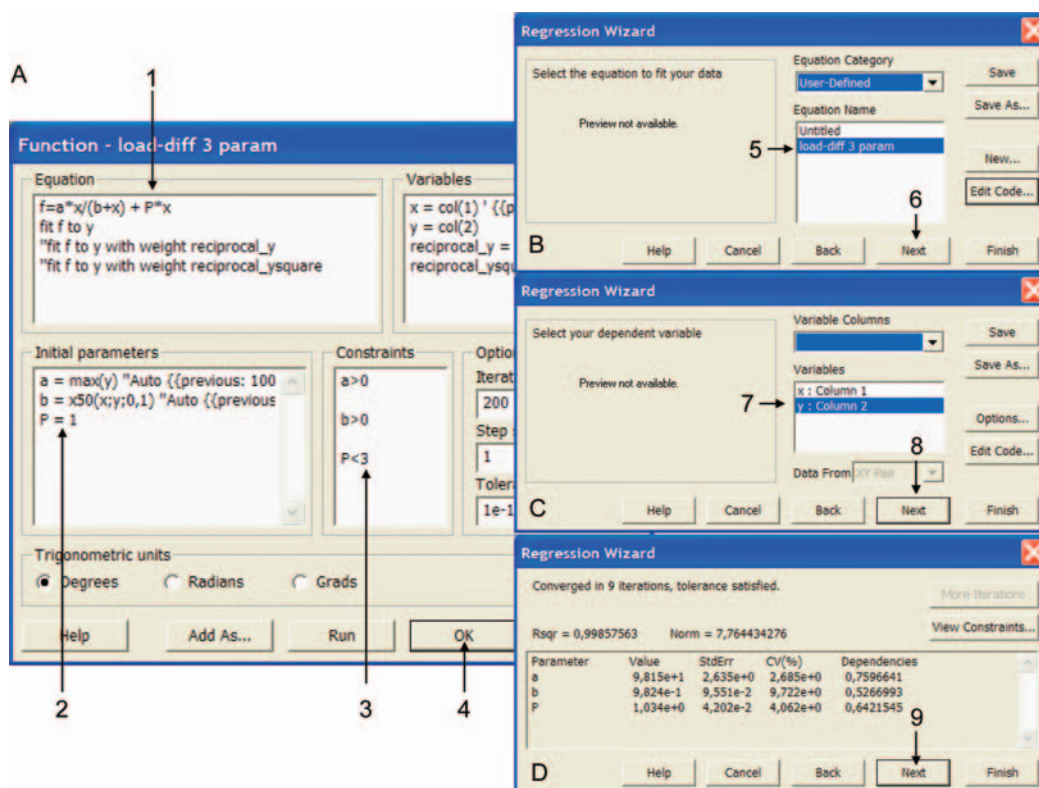 A
1
Function - load-diff 3 param
Equation
f=a*x/(b+x) + P*x
fit f to y
"fit f to y with weight reciprocal_y
"fit f to y with weight reciprocal_ysquare
Variables
x = col(1) ' {{p
y = col(2)
reciprocal_y =
reciprocal_ysqu
Initial parameters
a = max(y) "Auto {{previous: 100
b = x50(x;y;0,1) "Auto {{previous
P = 1
Constraints
a>0
b>0
P<3
Option
Iterat
200
Step
1
Tolera
1e-1
Trigonometric units
Degrees Radians Grads
Help Add As... Run OK
2 3 4
Regression Wizard
Select the equation to fit your data
Preview not available.
Equation Category
User-Defined
Equation Name
Untitled
load-diff 3 param
5
6
Save
Save As...
New...
Edit Code...
B
Help Cancel Back Next Finish
Regression Wizard
Select your dependent variable
Preview not available.
Variable Columns
Variables
x : Column 1
y : Column 2
7
8
Data From XY Pair
Save
Save As...
Options...
Edit Code...
C
Help Cancel Back Next Finish
Regression Wizard
Converged in 9 iterations, tolerance satisfied.
More Iterations
View Constraints...
Rsqr = 0,99857563 Norm = 7,764434276
Parameter Value StdErr CV(%) Dependencies
a 9,815e+1 2,635e+0 2,685e+0 0,7596641
b 9,824e-1 9,551e-2 9,722e+0 0,5266993
P 1,034e+0 4,202e-2 4,062e+0 0,6421545
9
D
Help Cancel Back Next Finish